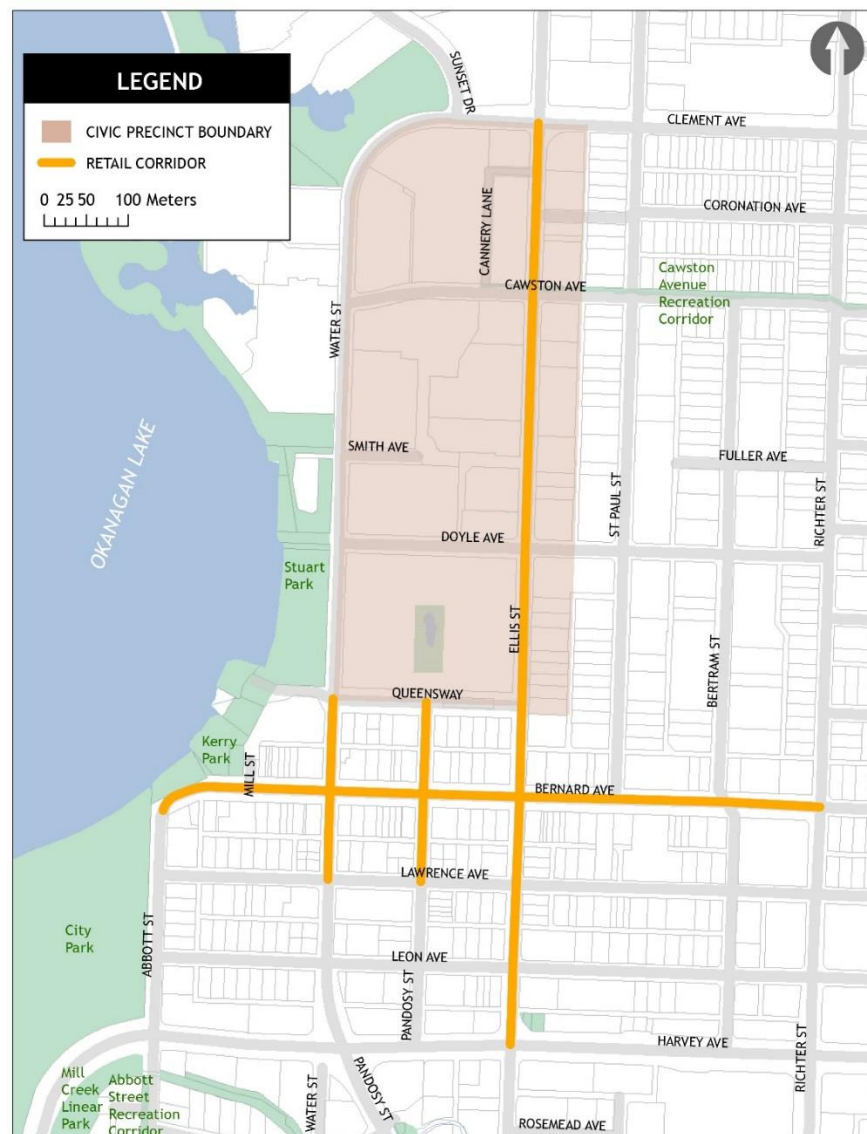 LEGEND
CIVIC PRECINCT BOUNDARY
RETAIL CORRIDOR
0 25 50 100 Meters
SUNSET DR
CLEMENT AVE
CANNERY LANE
CORONATION AVE
CAWSTON AVE
Cawston
Avenue
Recreation
Corridor
WATER ST
OKANAGAN LAKE
SMITH AVE
FULLER AVE
ST PAUL ST
RICHTER ST
DOYLE AVE
Stuart
Park
ELLIS ST
BERTRAM ST
QUEENSWAY
Kerry
Park
MILL ST
BERNARD AVE
LAWRENCE AVE
City
Park
ABBOTT ST
LEON AVE
PANDOSY ST
HARVEY AVE
RICHTER ST
Mill
Creek
Linear
Park
Abbott
Street
Recreation
Corridor
WATER ST
PANDOSY ST
ROSEMEAD AVE